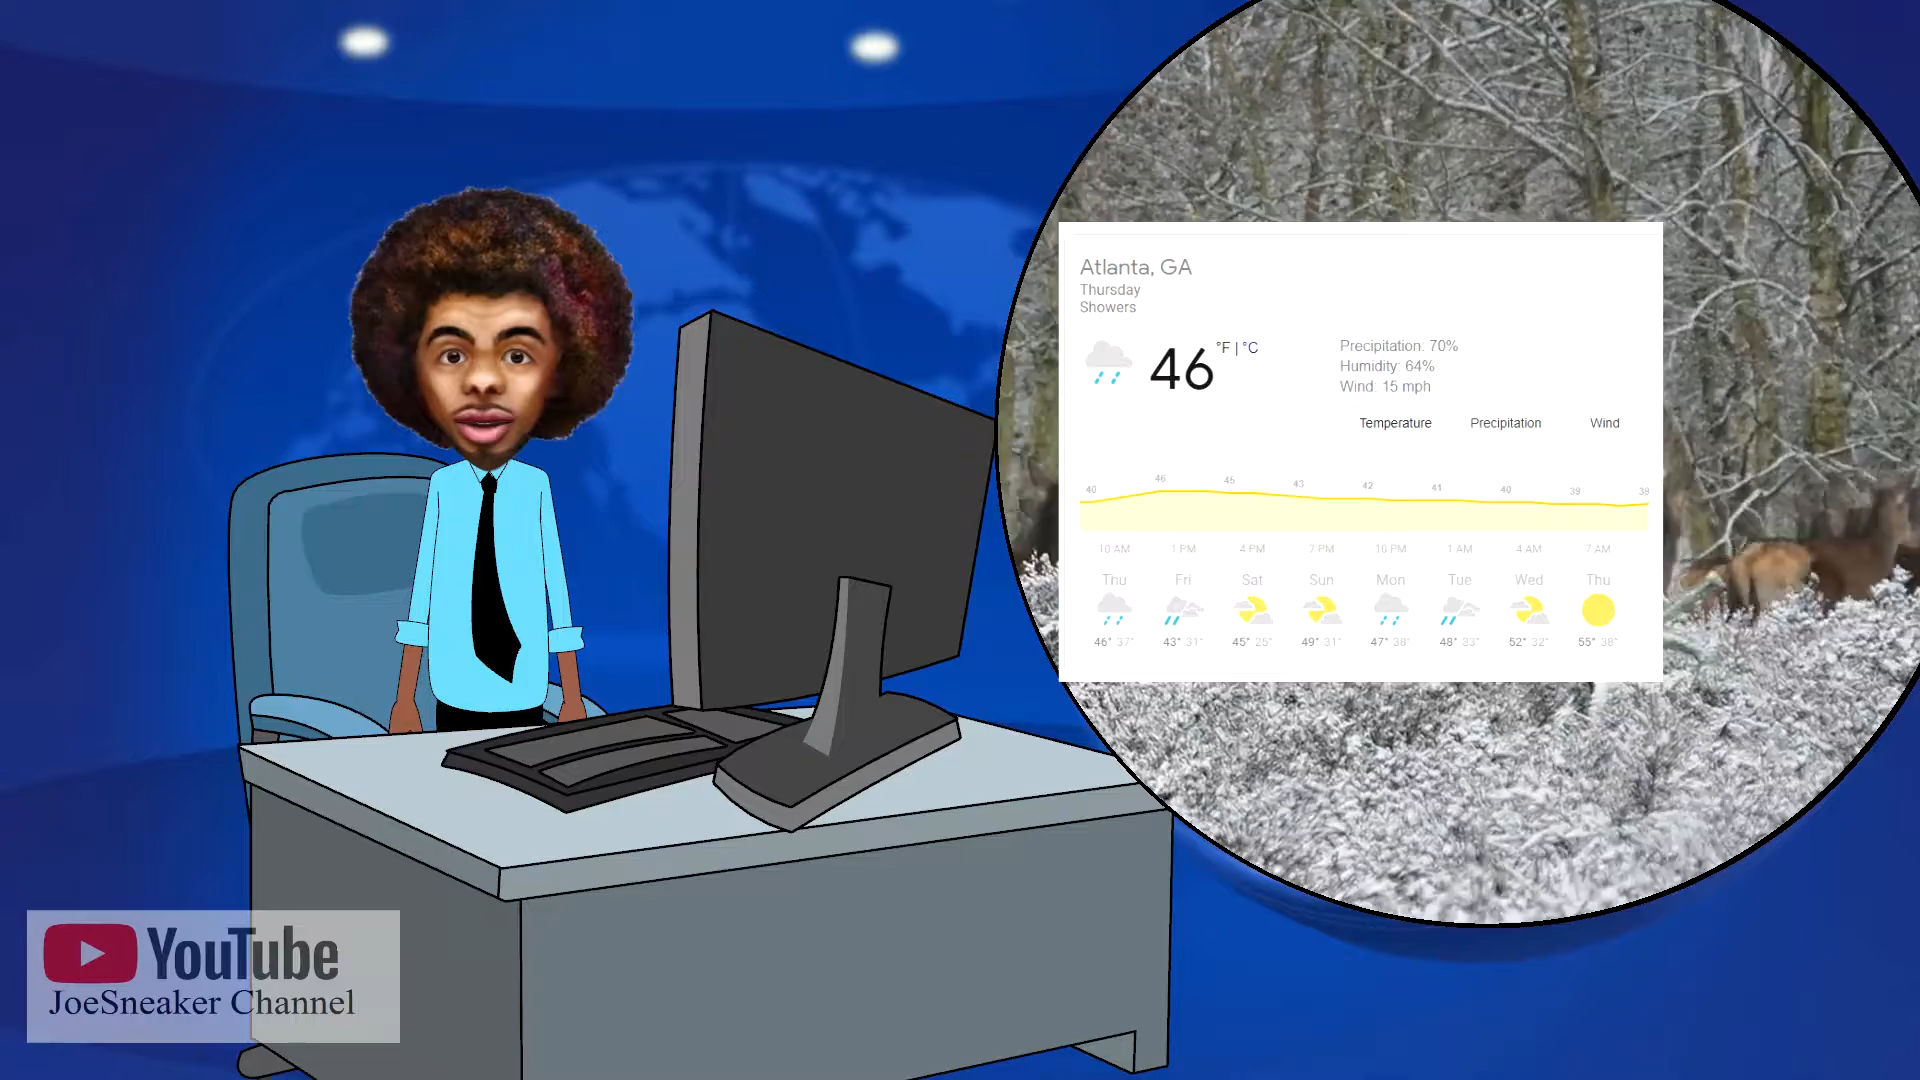 Atlanta, GA
Thursday
Showers
46 °F | °C
Precipitation: 70%
Humidity: 64%
Wind: 15 mph
Temperature Precipitation Wind
40 46 45 43 42 41 40 39 39
10 AM 1 PM 4 PM 7 PM 10 PM 1 AM 4 AM 7 AM
Thu Fri Sat Sun Mon Tue Wed Thu
46° 37° 43° 31° 45° 25° 49° 31° 47° 38° 48° 33° 52° 32° 55° 38°
YouTube
JoeSneaker Channel